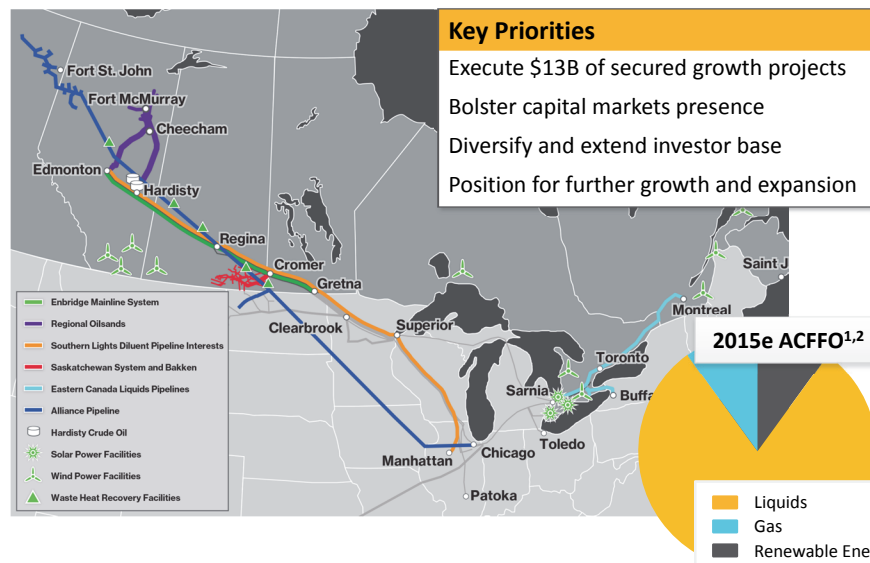 Key Priorities
Execute $13B of secured growth projects
Bolster capital markets presence
Diversify and extend investor base
Position for further growth and expansion
Fort St. John
Fort McMurray
Cheecham
Edmonton
Hardisty
Regina
Cromer
Gretna
Clearbrook
Superior
Montreal
Saint J
Toronto
Sarnia
Buffa
Toledo
Chicago
Manhattan
Patoka
Enbridge Mainline System
Regional Oilsands
Southern Lights Diluent Pipeline Interests
Saskatchewan System and Bakken
Eastern Canada Liquids Pipelines
Alliance Pipeline
Hardisty Crude Oil
Solar Power Facilities
Wind Power Facilities
Waste Heat Recovery Facilities
2015e ACFFO1,2
Liquids
Gas
Renewable Ene